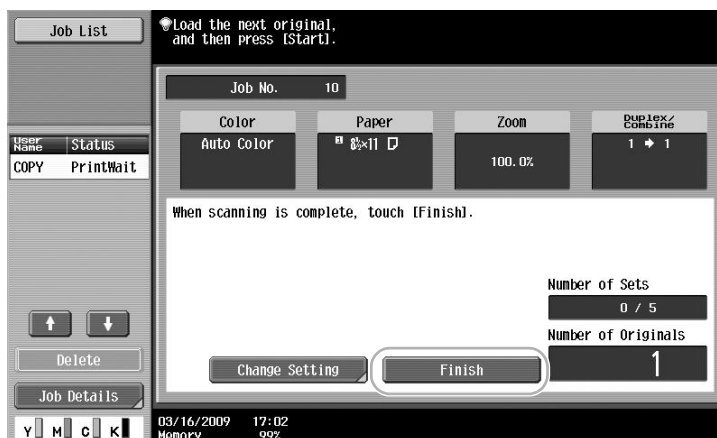 Job List
Load the next original,
and then press [Start].
Job No. 10
Color
Paper
Zoom
Duplex/
Combine
Auto Color
1 8½×11
100.0%
1 ➡ 1
User
Name
Status
COPY PrintWait
When scanning is complete, touch [Finish].
Number of Sets
0 / 5
Number of Originals
1
Delete
Change Setting
Finish
Job Details
Y M C K
03/16/2009 17:02
Memory 99%